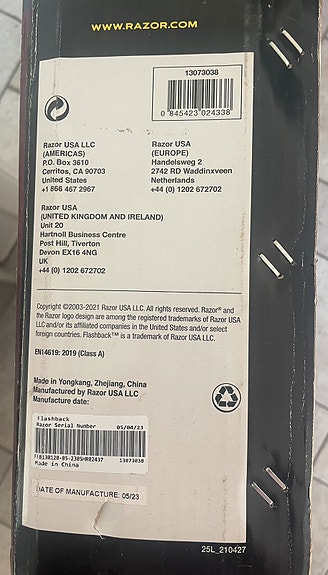 WWW.RAZOR.COM
13073038
0 845423 024338
Razor USA LLC
(AMERICAS)
P.O. Box 3610
Cerritos, CA 90703
United States
+1 866 467 2967
Razor USA
(EUROPE)
Handelsweg 2
2742 RD Waddinxveen
Netherlands
+44 (0) 1202 672702
Razor USA
(UNITED KINGDOM AND IRELAND)
Unit 20
Hartnoll Business Centre
Post Hill, Tiverton
Devon EX16 4NG
UK
+44 (0) 1202 672702
Copyright ©2003-2021 Razor USA LLC. All rights reserved. Razor® and
the Razor logo design are among the registered trademarks of Razor USA
LLC and/or its affiliated companies in the United States and/or select
foreign countries. Flashback™ is a trademark of Razor USA LLC.
EN14619: 2019 (Class A)
Made in Yongkang, Zhejiang, China
Manufactured by Razor USA LLC
Manufacture date:
Flashback
Razor Serial Number 05/04/23
13073038
Made in China
DATE OF MANUFACTURE: 05/23
25L_210427